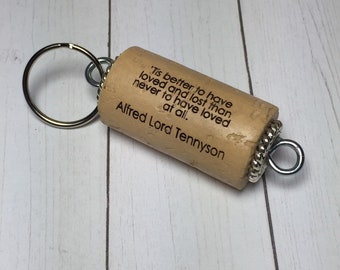 'Tis better to have
loved and lost than
never to have loved
at all.
Alfred Lord Tennyson